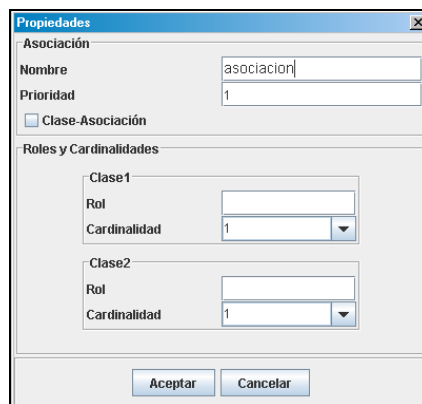 Propiedades
Asociación
Nombre asociacion
Prioridad 1
Clase-Asociación
Roles y Cardinalidades
Clase1
Rol
Cardinalidad 1
Clase2
Rol
Cardinalidad 1
Aceptar Cancelar